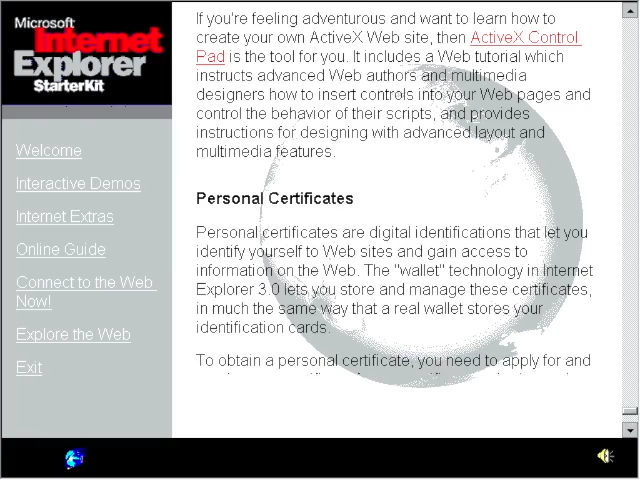 Microsoft
Internet
Explorer
StarterKit
Welcome
Interactive Demos
Internet Extras
Online Guide
Connect to the Web
Now!
Explore the Web
Exit
If you're feeling adventurous and want to learn how to
create your own ActiveX Web site, then ActiveX Control
Pad is the tool for you. It includes a Web tutorial which
instructs advanced Web authors and multimedia
designers how to insert controls into your Web pages and
control the behavior of their scripts, and provides
instructions for designing with advanced layout and
multimedia features.
Personal Certificates
Personal certificates are digital identifications that let you
identify yourself to Web sites and gain access to
information on the Web. The "wallet" technology in Internet
Explorer 3.0 lets you store and manage these certificates,
in much the same way that a real wallet stores your
identification cards.
To obtain a personal certificate, you need to apply for and